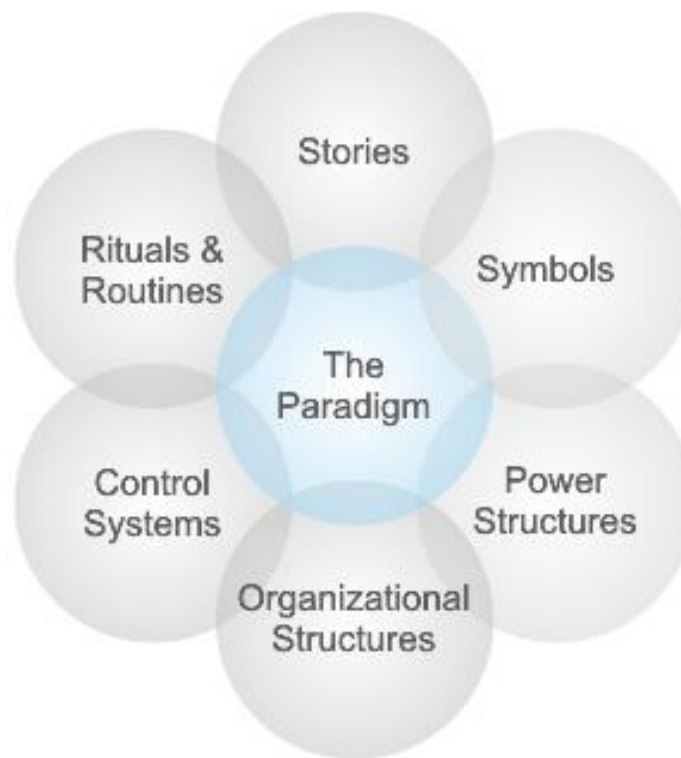 Stories
Rituals &
Routines
Symbols
The
Paradigm
Control
Systems
Power
Structures
Organizational
Structures